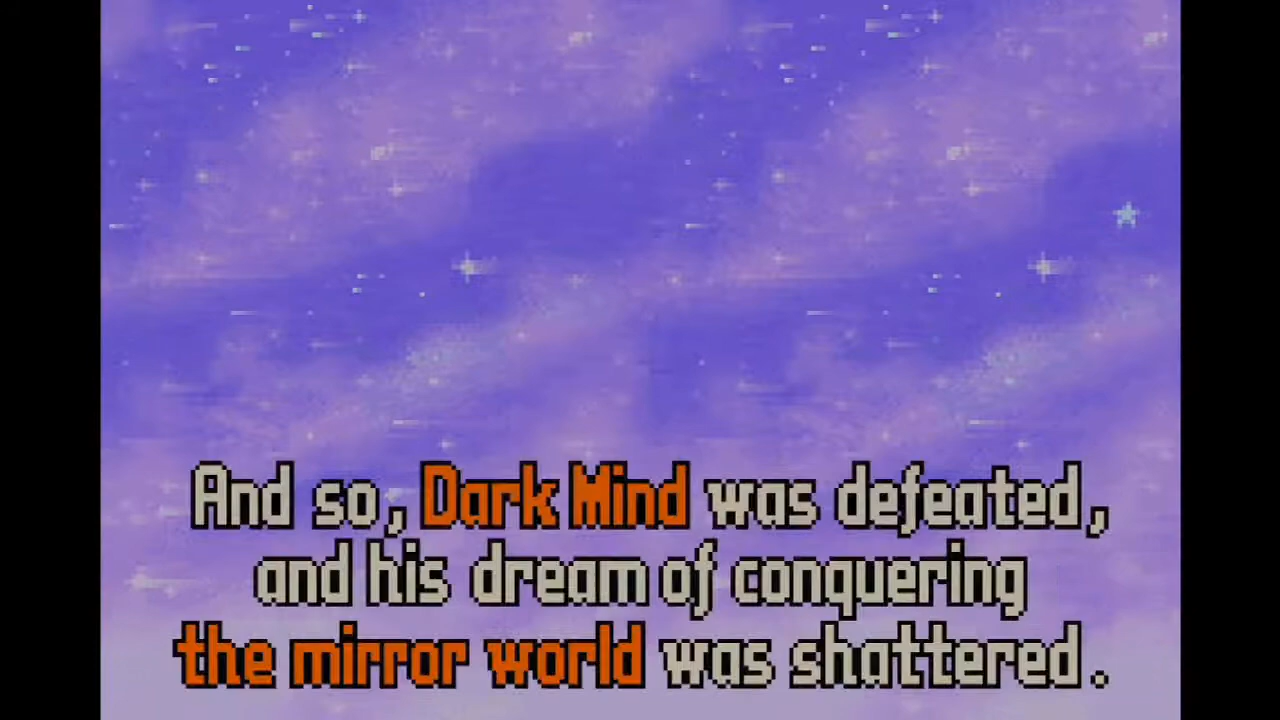 And so, Dark Mind was defeated,
and his dream of conquering
the mirror world was shattered.